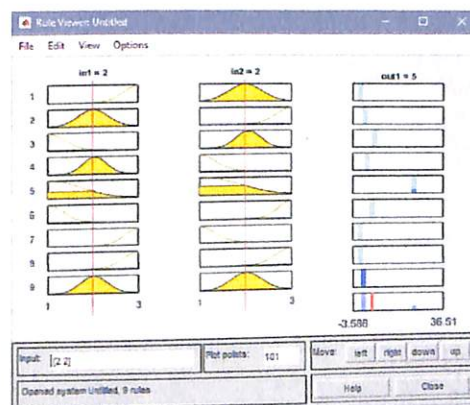 Rule Viewer: Untitled
File Edit View Options
in1 = 2 in2 = 2 out1 = 5
1
2
3
4
5
6
7
8
9
1 3 1 3
-3.588 36.51
Input: [2 2] Plot points: 101 Move: left right down up
Opened system Untitled, 9 rules Help Close